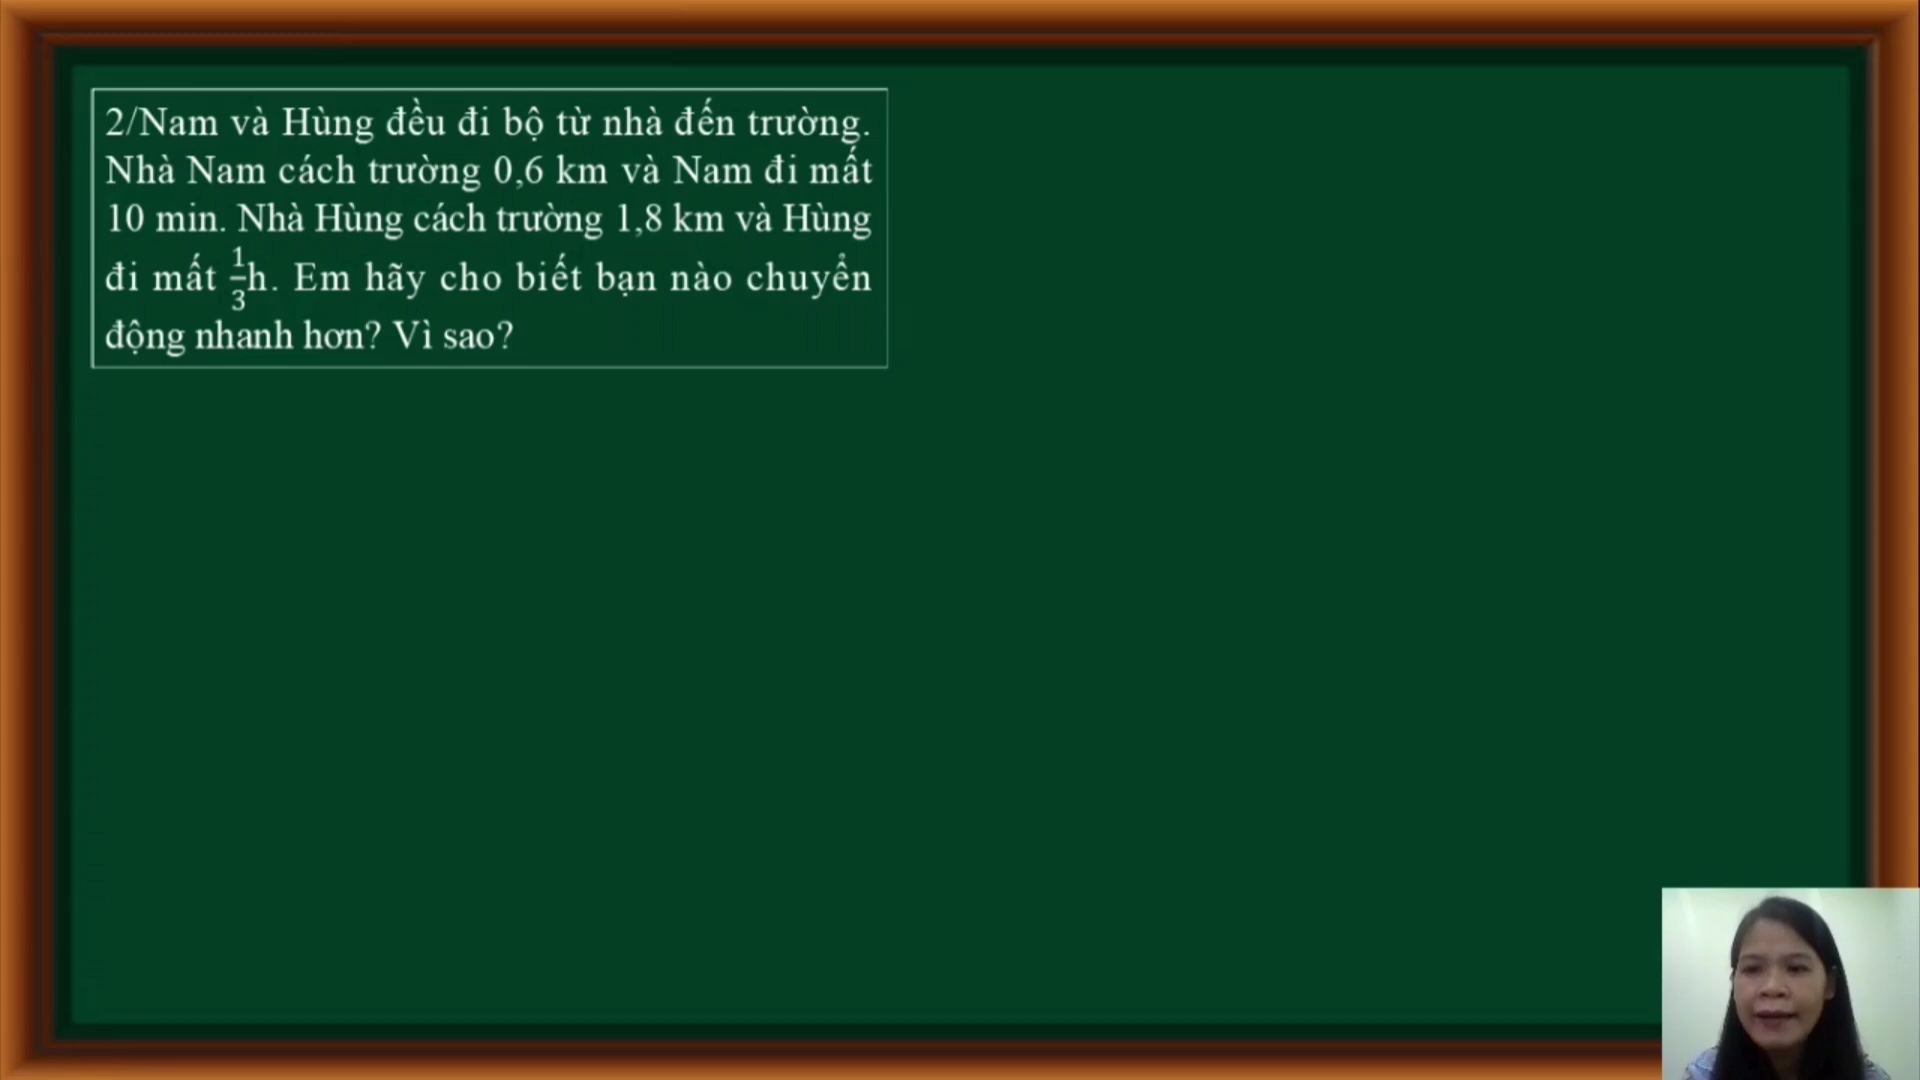 2/Nam và Hùng đều đi bộ từ nhà đến trường.
Nhà Nam cách trường 0,6 km và Nam đi mất
10 min. Nhà Hùng cách trường 1,8 km và Hùng
đi mất 1/3h. Em hãy cho biết bạn nào chuyển
động nhanh hơn? Vì sao?